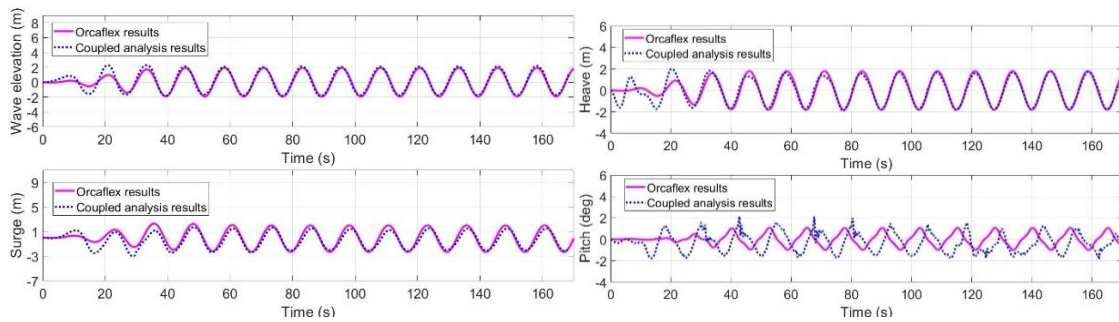 Wave elevation (m)
8
6
4
2
0
-2
-4
-6
Orcaflex results
Coupled analysis results
0 20 40 60 80 100 120 140 160
Time (s)
Heave (m)
6
4
2
0
-2
-4
Orcaflex results
Coupled analysis results
0 20 40 60 80 100 120 140 160
Time (s)
Surge (m)
9
5
1
-3
-7
Orcaflex results
Coupled analysis results
0 20 40 60 80 100 120 140 160
Time (s)
Pitch (deg)
6
4
2
0
-2
-4
Orcaflex results
Coupled analysis results
0 20 40 60 80 100 120 140 160
Time (s)